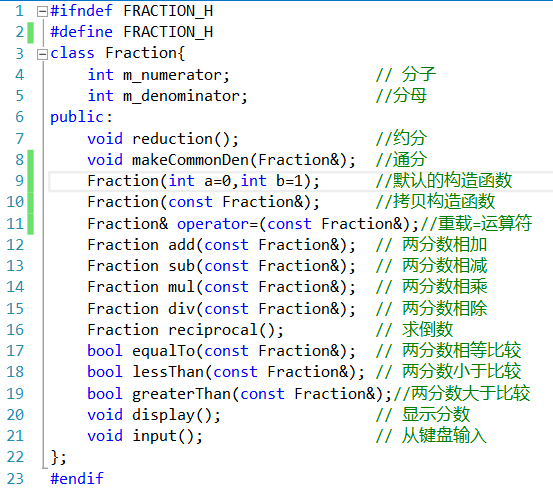 1 #ifndef FRACTION_H
2 #define FRACTION_H
3 class Fraction{
4     int m_numerator;                // 分子
5     int m_denominator;              //分母
6 public:
7     void reduction();               //约分
8     void makeCommonDen(Fraction&);  //通分
9     Fraction(int a=0,int b=1);      //默认的构造函数
10     Fraction(const Fraction&);      //拷贝构造函数
11     Fraction& operator=(const Fraction&);//重载=运算符
12     Fraction add(const Fraction&);  // 两分数相加
13     Fraction sub(const Fraction&);  // 两分数相减
14     Fraction mul(const Fraction&);  // 两分数相乘
15     Fraction div(const Fraction&);  // 两分数相除
16     Fraction reciprocal();          // 求倒数
17     bool equalTo(const Fraction&);  // 两分数相等比较
18     bool lessThan(const Fraction&); // 两分数小于比较
19     bool greaterThan(const Fraction&);//两分数大于比较
20     void display();                 // 显示分数
21     void input();                   // 从键盘输入
22 };
23 #endif